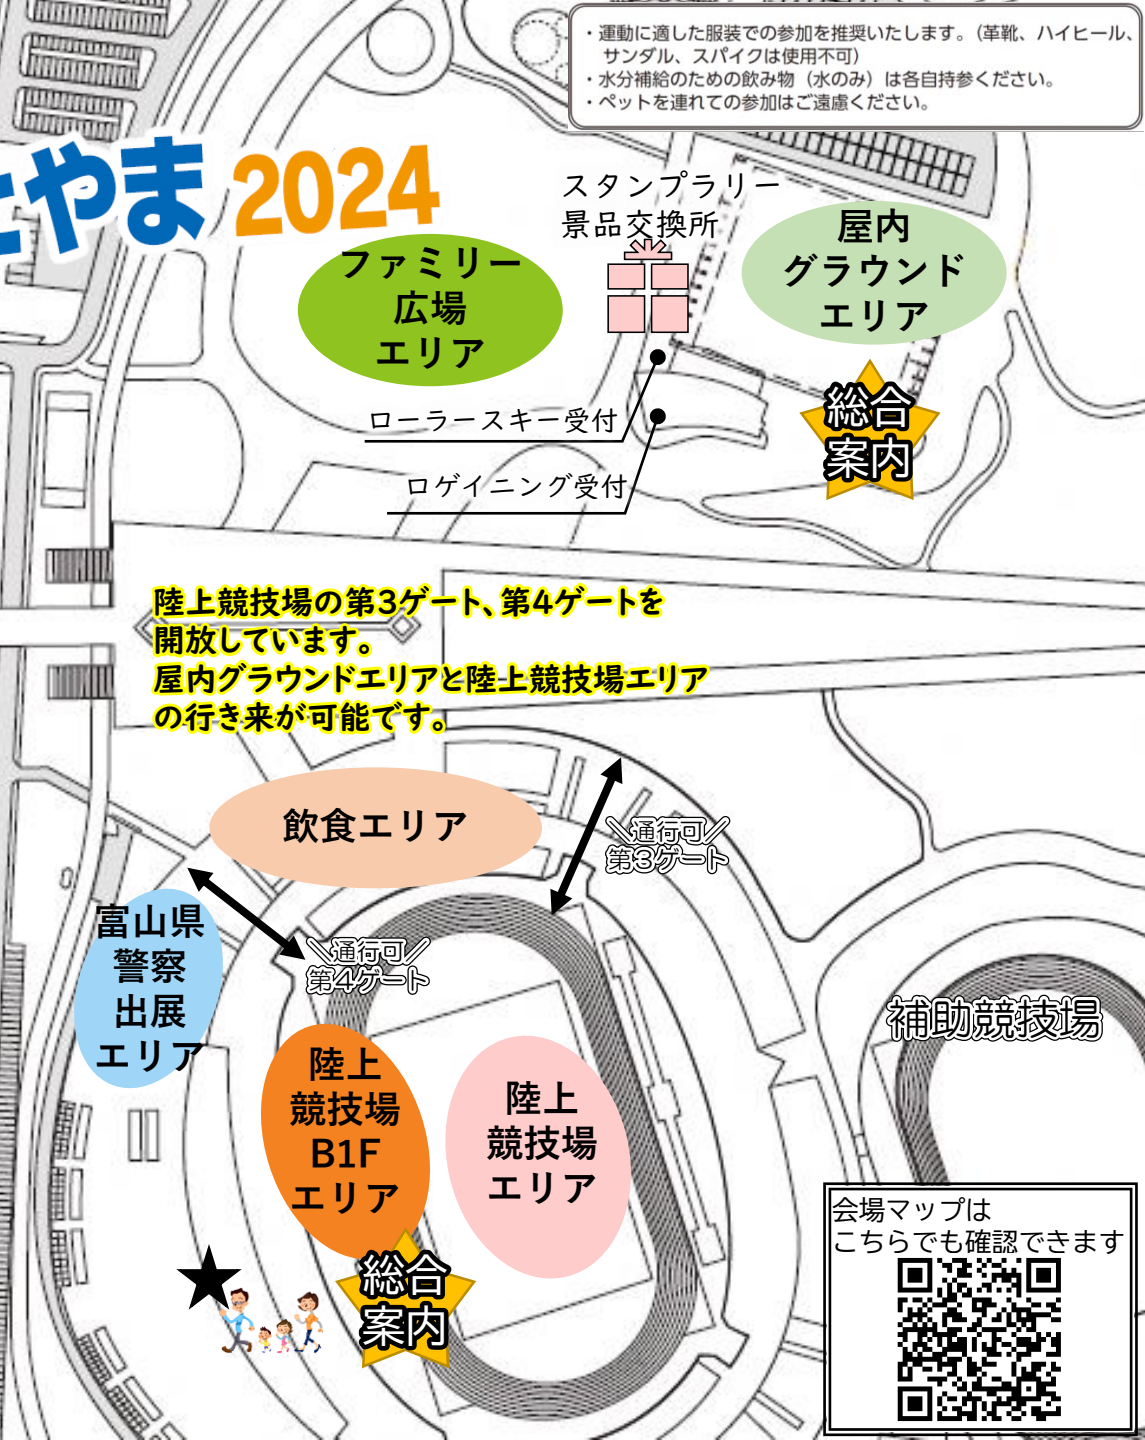 ・運動に適した服装での参加を推奨いたします。（革靴、ハイヒール、
サンダル、スパイクは使用不可）
・水分補給のための飲み物（水のみ）は各自持参ください。
・ペットを連れての参加はご遠慮ください。
とやま 2024
スタンプラリー
景品交換所
屋内
グラウンド
エリア
ファミリー
広場
エリア
総合
案内
ローラースキー受付
ロゲイニング受付
陸上競技場の第3ゲート、第4ゲートを
開放しています。
屋内グラウンドエリアと陸上競技場エリア
の行き来が可能です。
飲食エリア
＼通行可／
第3ゲート
富山県
警察
出展
エリア
＼通行可／
第4ゲート
補助競技場
陸上
競技場
B1F
エリア
陸上
競技場
エリア
総合
案内
会場マップは
こちらでも確認できます